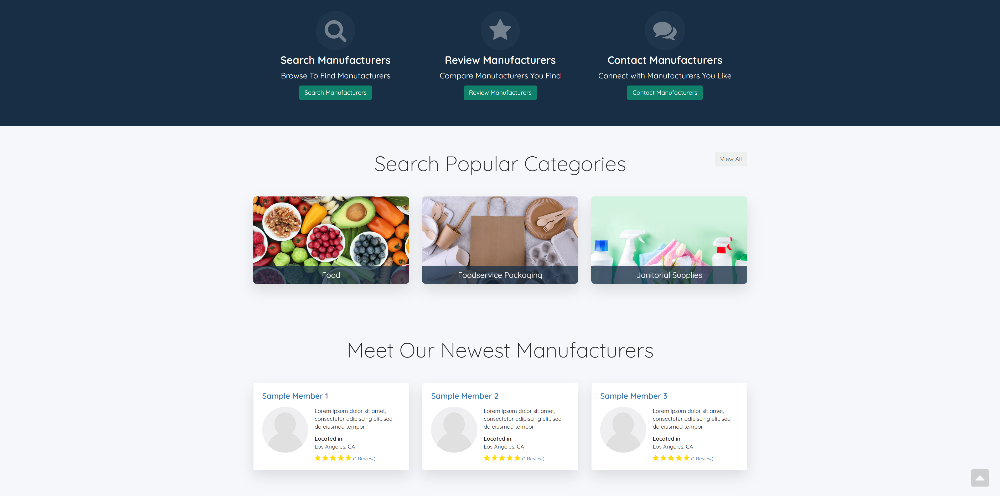 Search Manufacturers
Browse To Find Manufacturers
Search Manufacturers
Review Manufacturers
Compare Manufacturers You Find
Review Manufacturers
Contact Manufacturers
Connect with Manufacturers You Like
Contact Manufacturers
Search Popular Categories
View All
Food
Foodservice Packaging
Janitorial Supplies
Meet Our Newest Manufacturers
Sample Member 1
Lorem ipsum dolor sit amet,
consectetur adipiscing elit, sed
do eiusmod tempor...
Located in
Los Angeles, CA
(1 Review)
Sample Member 2
Lorem ipsum dolor sit amet,
consectetur adipiscing elit, sed
do eiusmod tempor...
Located in
Los Angeles, CA
(1 Review)
Sample Member 3
Lorem ipsum dolor sit amet,
consectetur adipiscing elit, sed
do eiusmod tempor...
Located in
Los Angeles, CA
(1 Review)